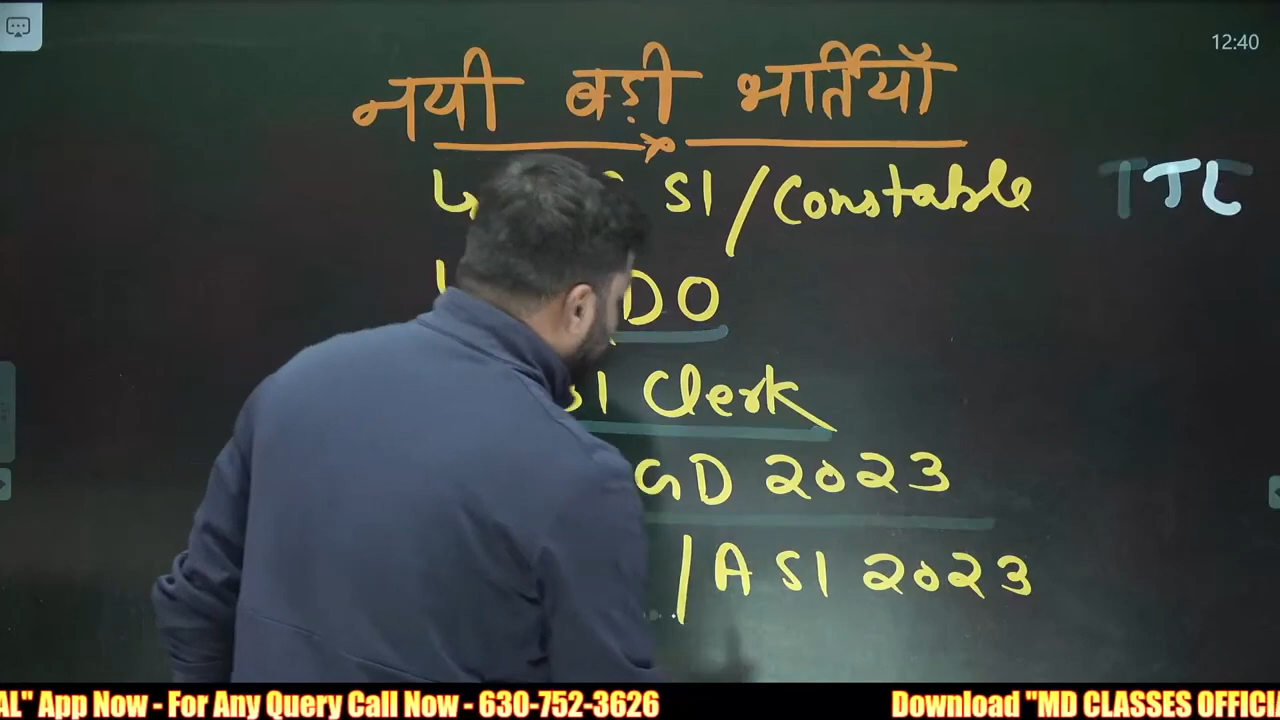 12:40
नयी बड़ी भर्तियाँ
SI/Constable
DO
SI Clerk
GD 2023
/ASI 2023
AL" App Now - For Any Query Call Now - 630-752-3626
Download "MD CLASSES OFFICIA